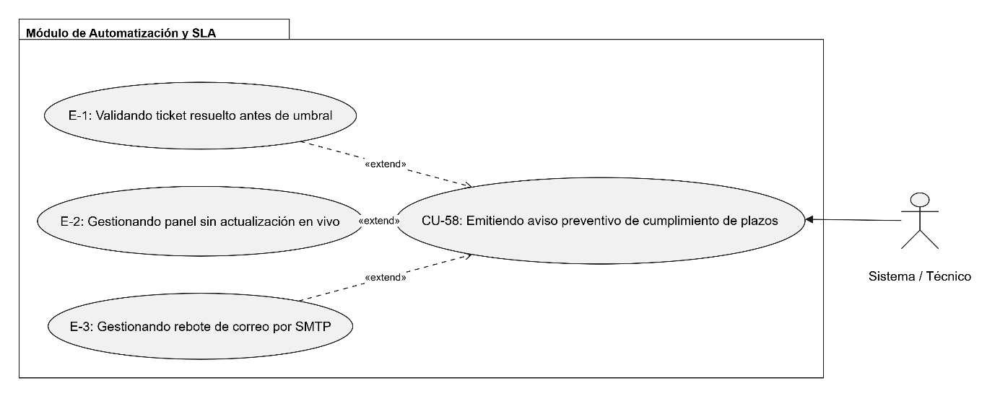 Módulo de Automatización y SLA
E-1: Validando ticket resuelto antes de umbral
«extend»
E-2: Gestionando panel sin actualización en vivo
«extend»
CU-58: Emitiendo aviso preventivo de cumplimiento de plazos
«extend»
Sistema / Técnico
E-3: Gestionando rebote de correo por SMTP